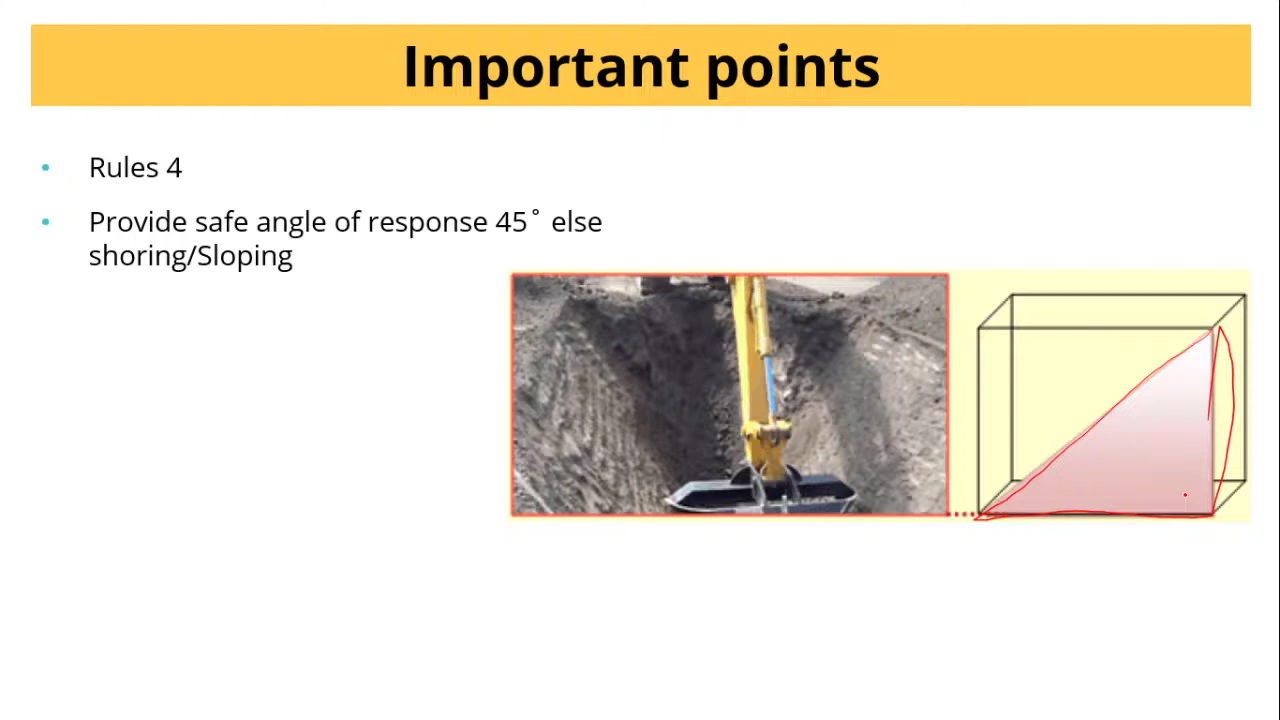 Important points
Rules 4
Provide safe angle of response 45˚ else
shoring/Sloping